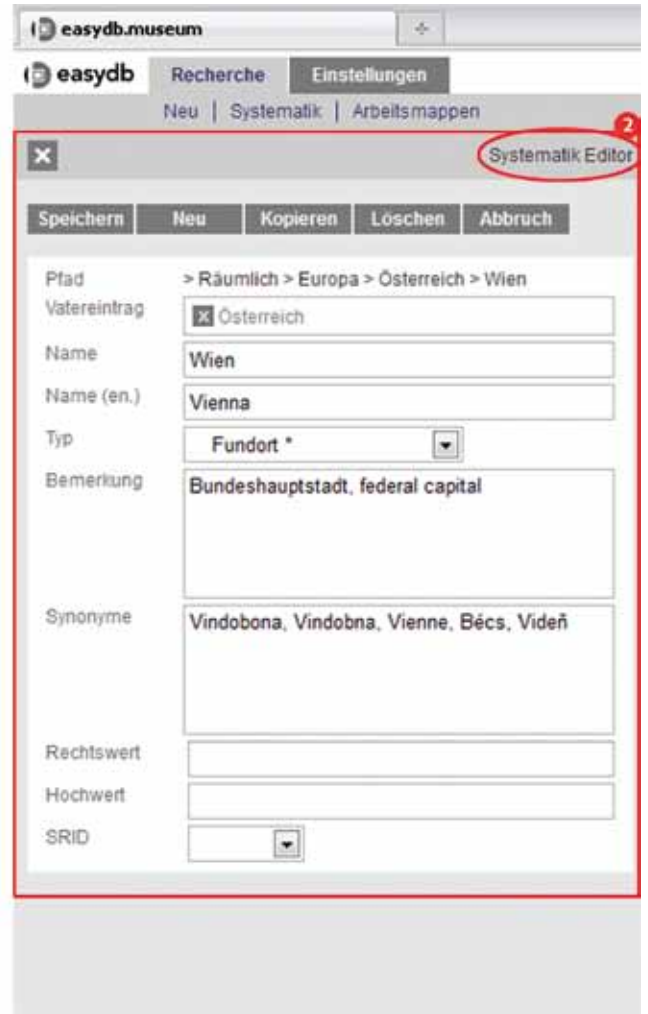 easydb.museum
easydb Recherche Einstellungen
Neu | Systematik | Arbeitsmappen
2
Systematik Editor
Speichern Neu Kopieren Löschen Abbruch
Pfad > Räumlich > Europa > Österreich > Wien
Vatereintrag Österreich
Name Wien
Name (en.) Vienna
Typ Fundort *
Bemerkung Bundeshauptstadt, federal capital
Synonyme Vindobona, Vindobna, Vienne, Bécs, Videň
Rechtswert
Hochwert
SRID